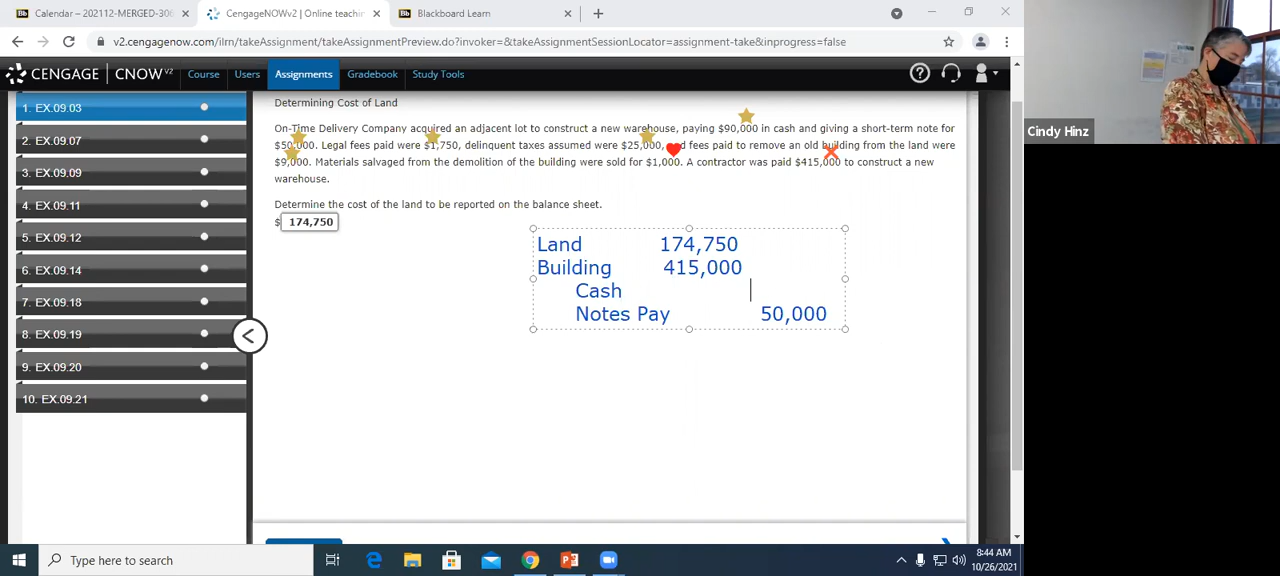 Calendar – 202112-MERGED-306
CengageNOWv2 | Online teachin
Blackboard Learn
v2.cengagenow.com/ilrn/takeAssignment/takeAssignmentPreview.do?invoker=&takeAssignmentSessionLocator=assignment-take&inprogress=false
CENGAGE | CNOWv2 Course Users Assignments Gradebook Study Tools
1. EX.09.03
2. EX.09.07
3. EX.09.09
4. EX.09.11
5. EX.09.12
6. EX.09.14
7. EX.09.18
8. EX.09.19
9. EX.09.20
10. EX.09.21
Determining Cost of Land
On-Time Delivery Company acquired an adjacent lot to construct a new warehouse, paying $90,000 in cash and giving a short-term note for
$50,000. Legal fees paid were $1,750, delinquent taxes assumed were $25,000, and fees paid to remove an old building from the land were
$9,000. Materials salvaged from the demolition of the building were sold for $1,000. A contractor was paid $415,000 to construct a new
warehouse.
Determine the cost of the land to be reported on the balance sheet.
$ 174,750
Land 174,750
Building 415,000
Cash
Notes Pay 50,000
Cindy Hinz
Type here to search
8:44 AM
10/26/2021